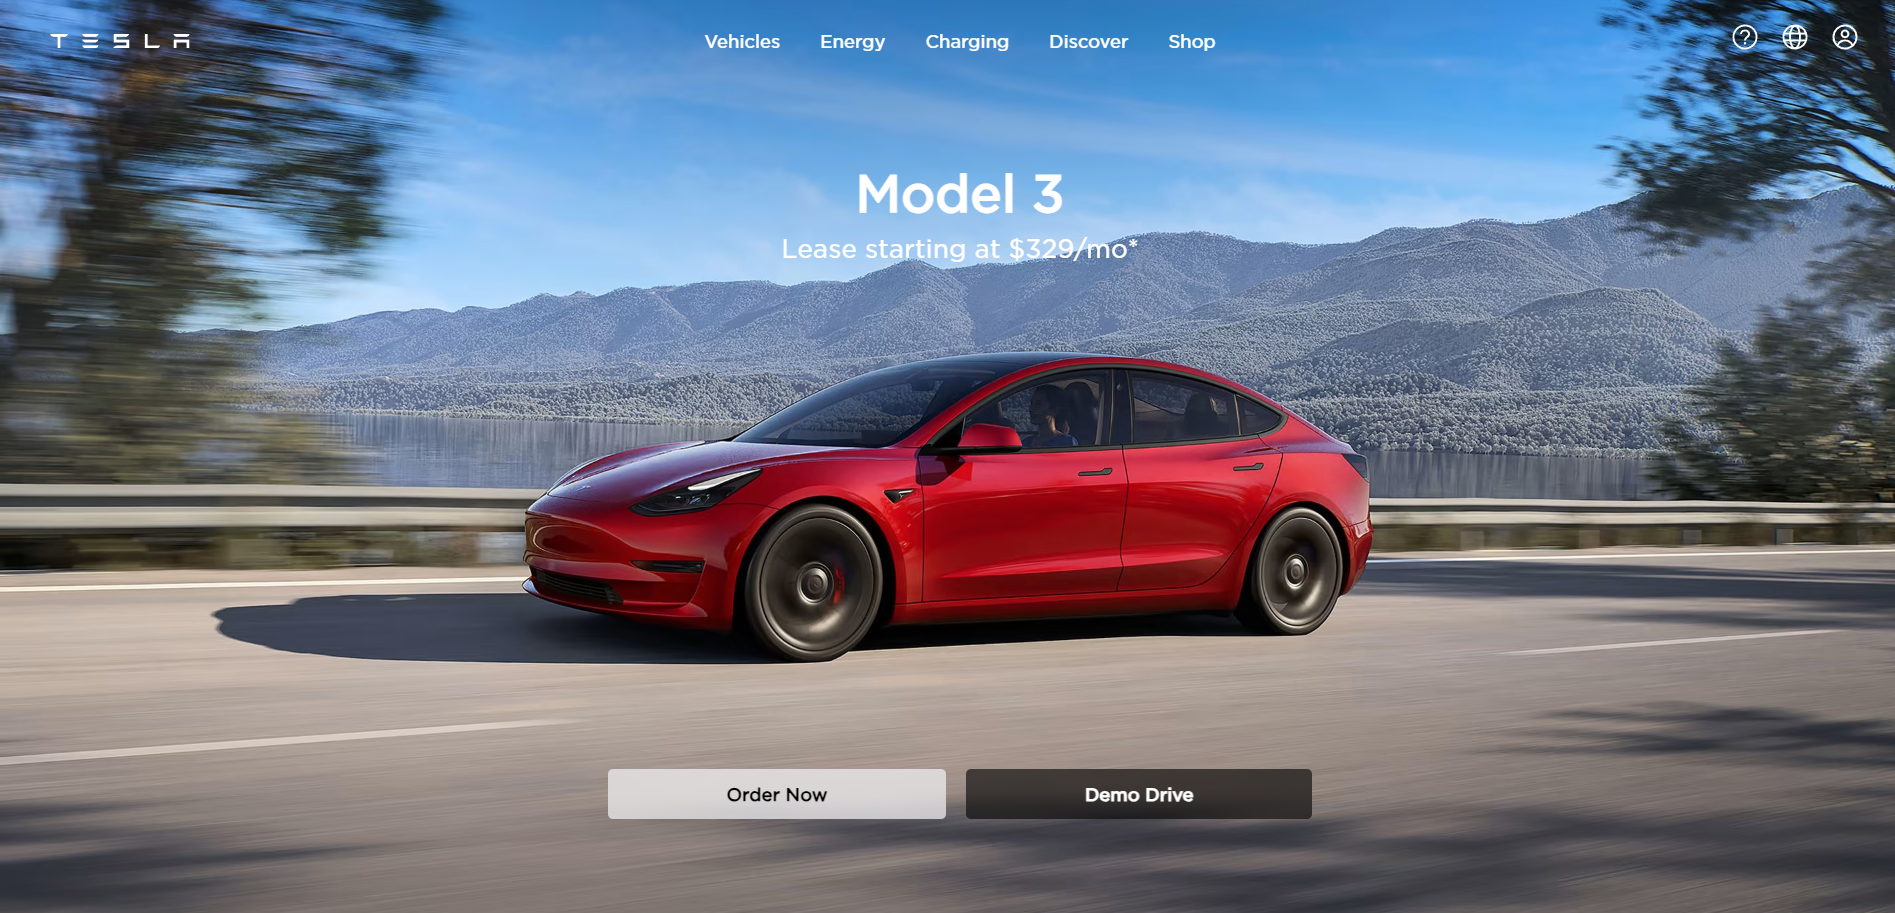 TESLA
Vehicles Energy Charging Discover Shop
Model 3
Lease starting at $329/mo*
Order Now
Demo Drive